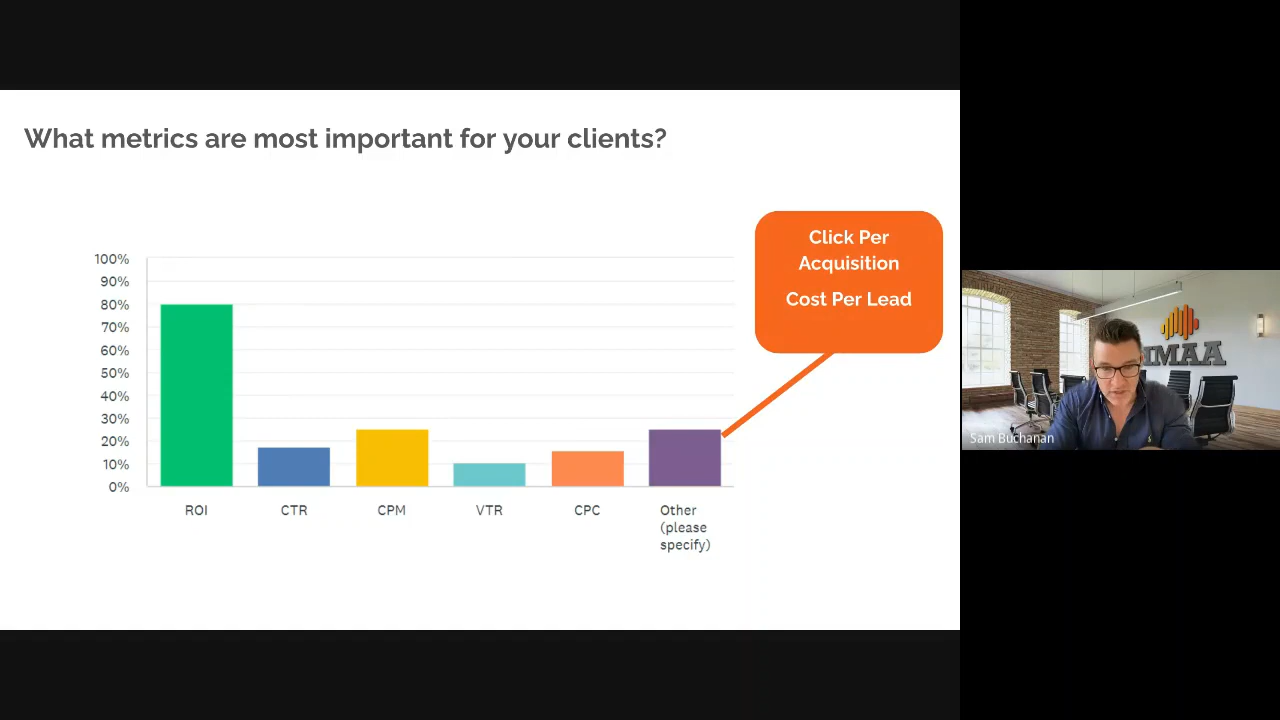 What metrics are most important for your clients?
Click Per
Acquisition
Cost Per Lead
100%
90%
80%
70%
60%
50%
40%
30%
20%
10%
0%
ROI
CTR
CPM
VTR
CPC
Other
(please
specify)
IMAA
Sam Buchanan